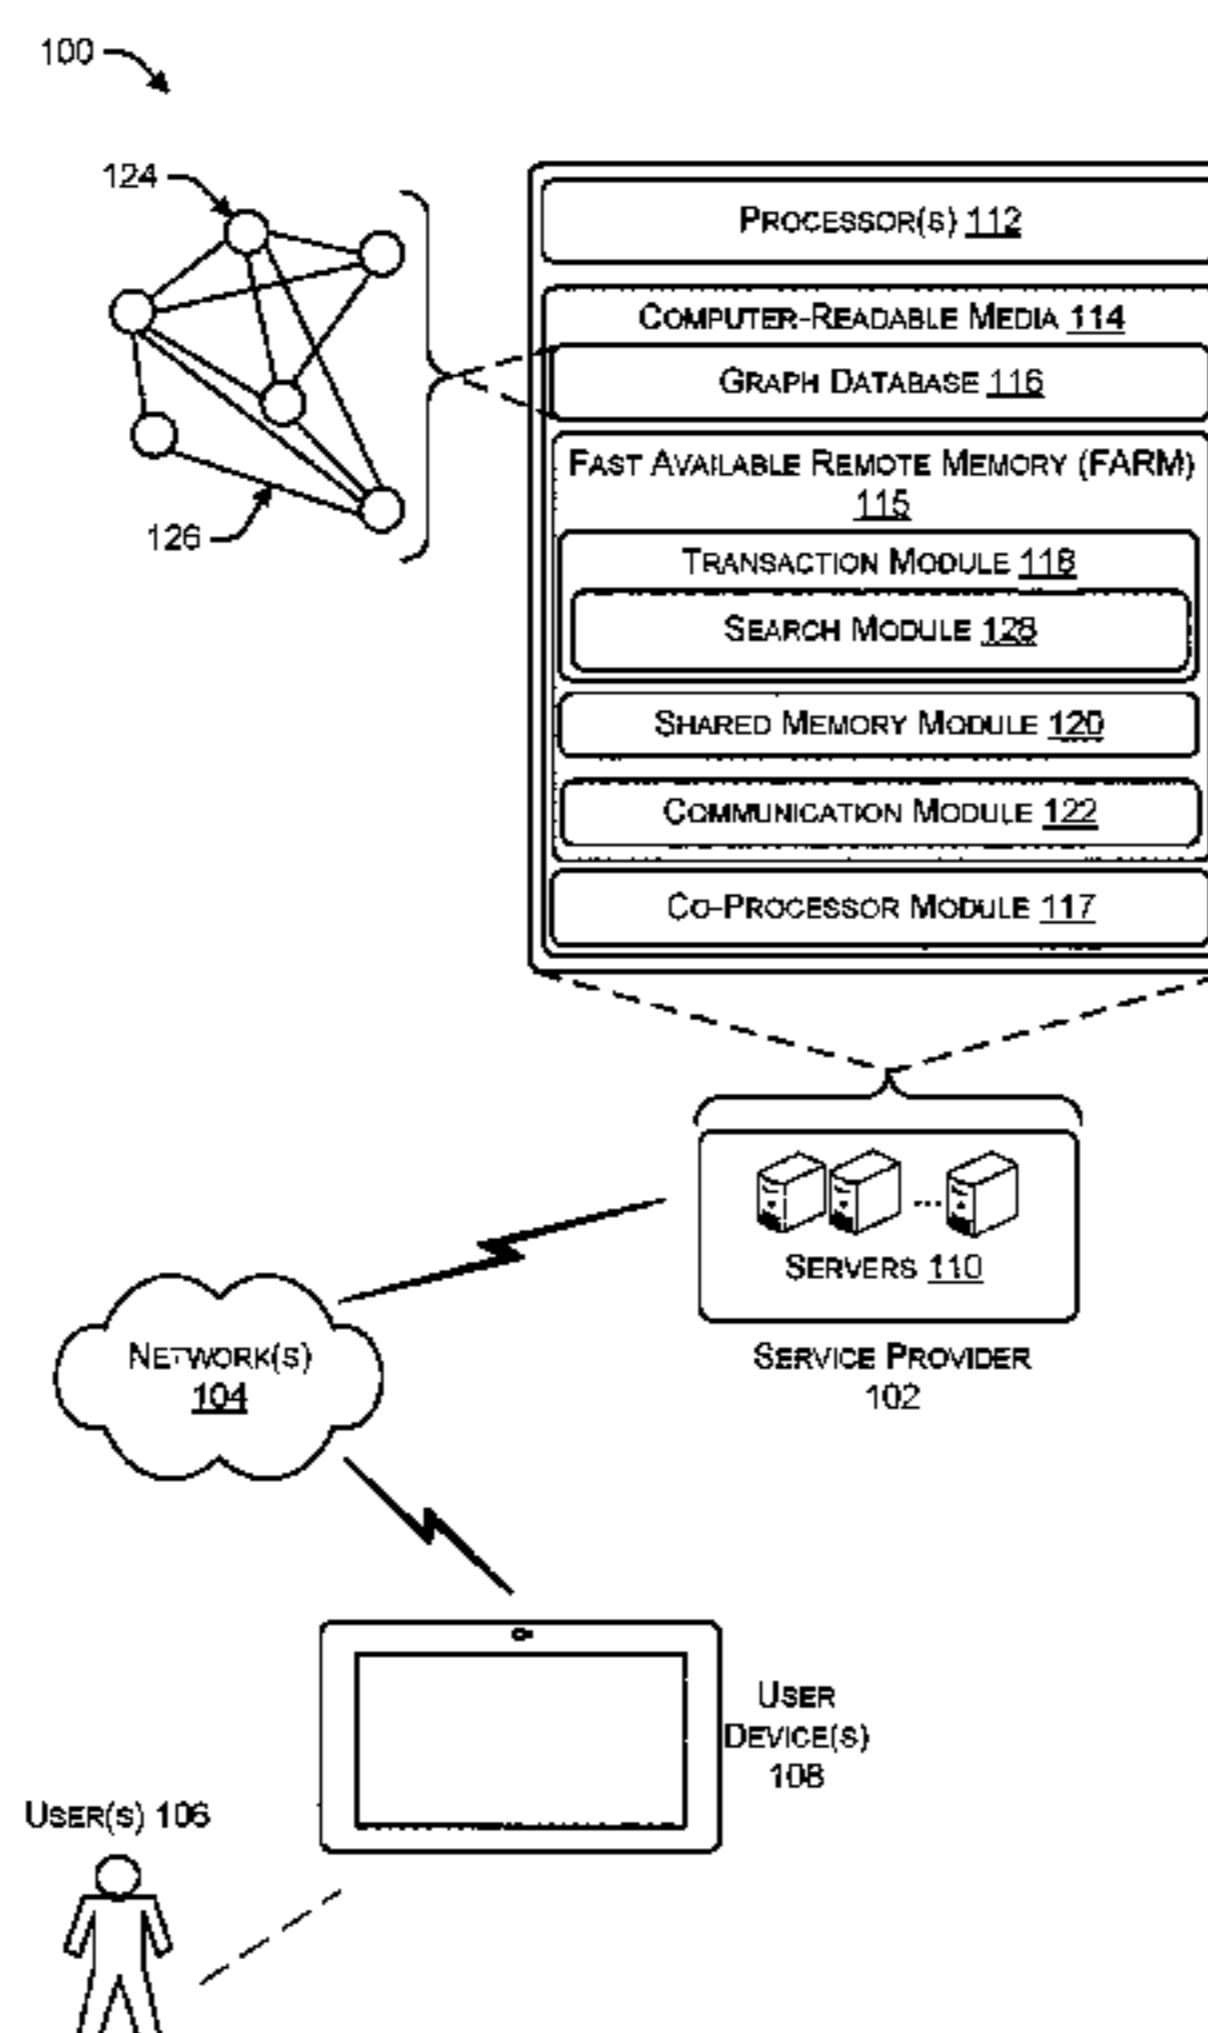 100
124
126
PROCESSOR(S) 112
COMPUTER-READABLE MEDIA 114
GRAPH DATABASE 116
FAST AVAILABLE REMOTE MEMORY (FARM)
115
TRANSACTION MODULE 118
SEARCH MODULE 128
SHARED MEMORY MODULE 120
COMMUNICATION MODULE 122
CO-PROCESSOR MODULE 117
SERVERS 110
SERVICE PROVIDER
102
NETWORK(S)
104
USER
DEVICE(S)
108
USER(S) 106